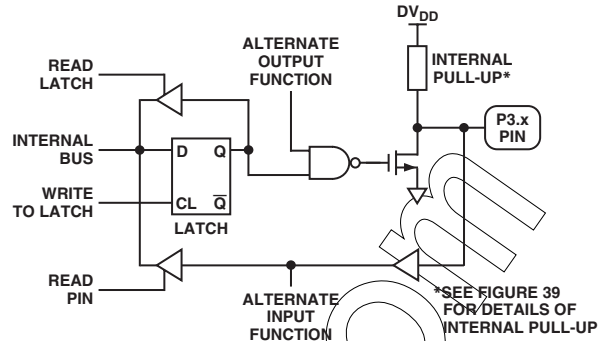 DVDD
ALTERNATE
OUTPUT
FUNCTION
READ
LATCH
INTERNAL
PULL-UP*
P3.x
PIN
INTERNAL
BUS
D Q
WRITE
TO LATCH
CL Q̅
LATCH
READ
PIN
ALTERNATE
INPUT
FUNCTION
*SEE FIGURE 39
FOR DETAILS OF
INTERNAL PULL-UP
om